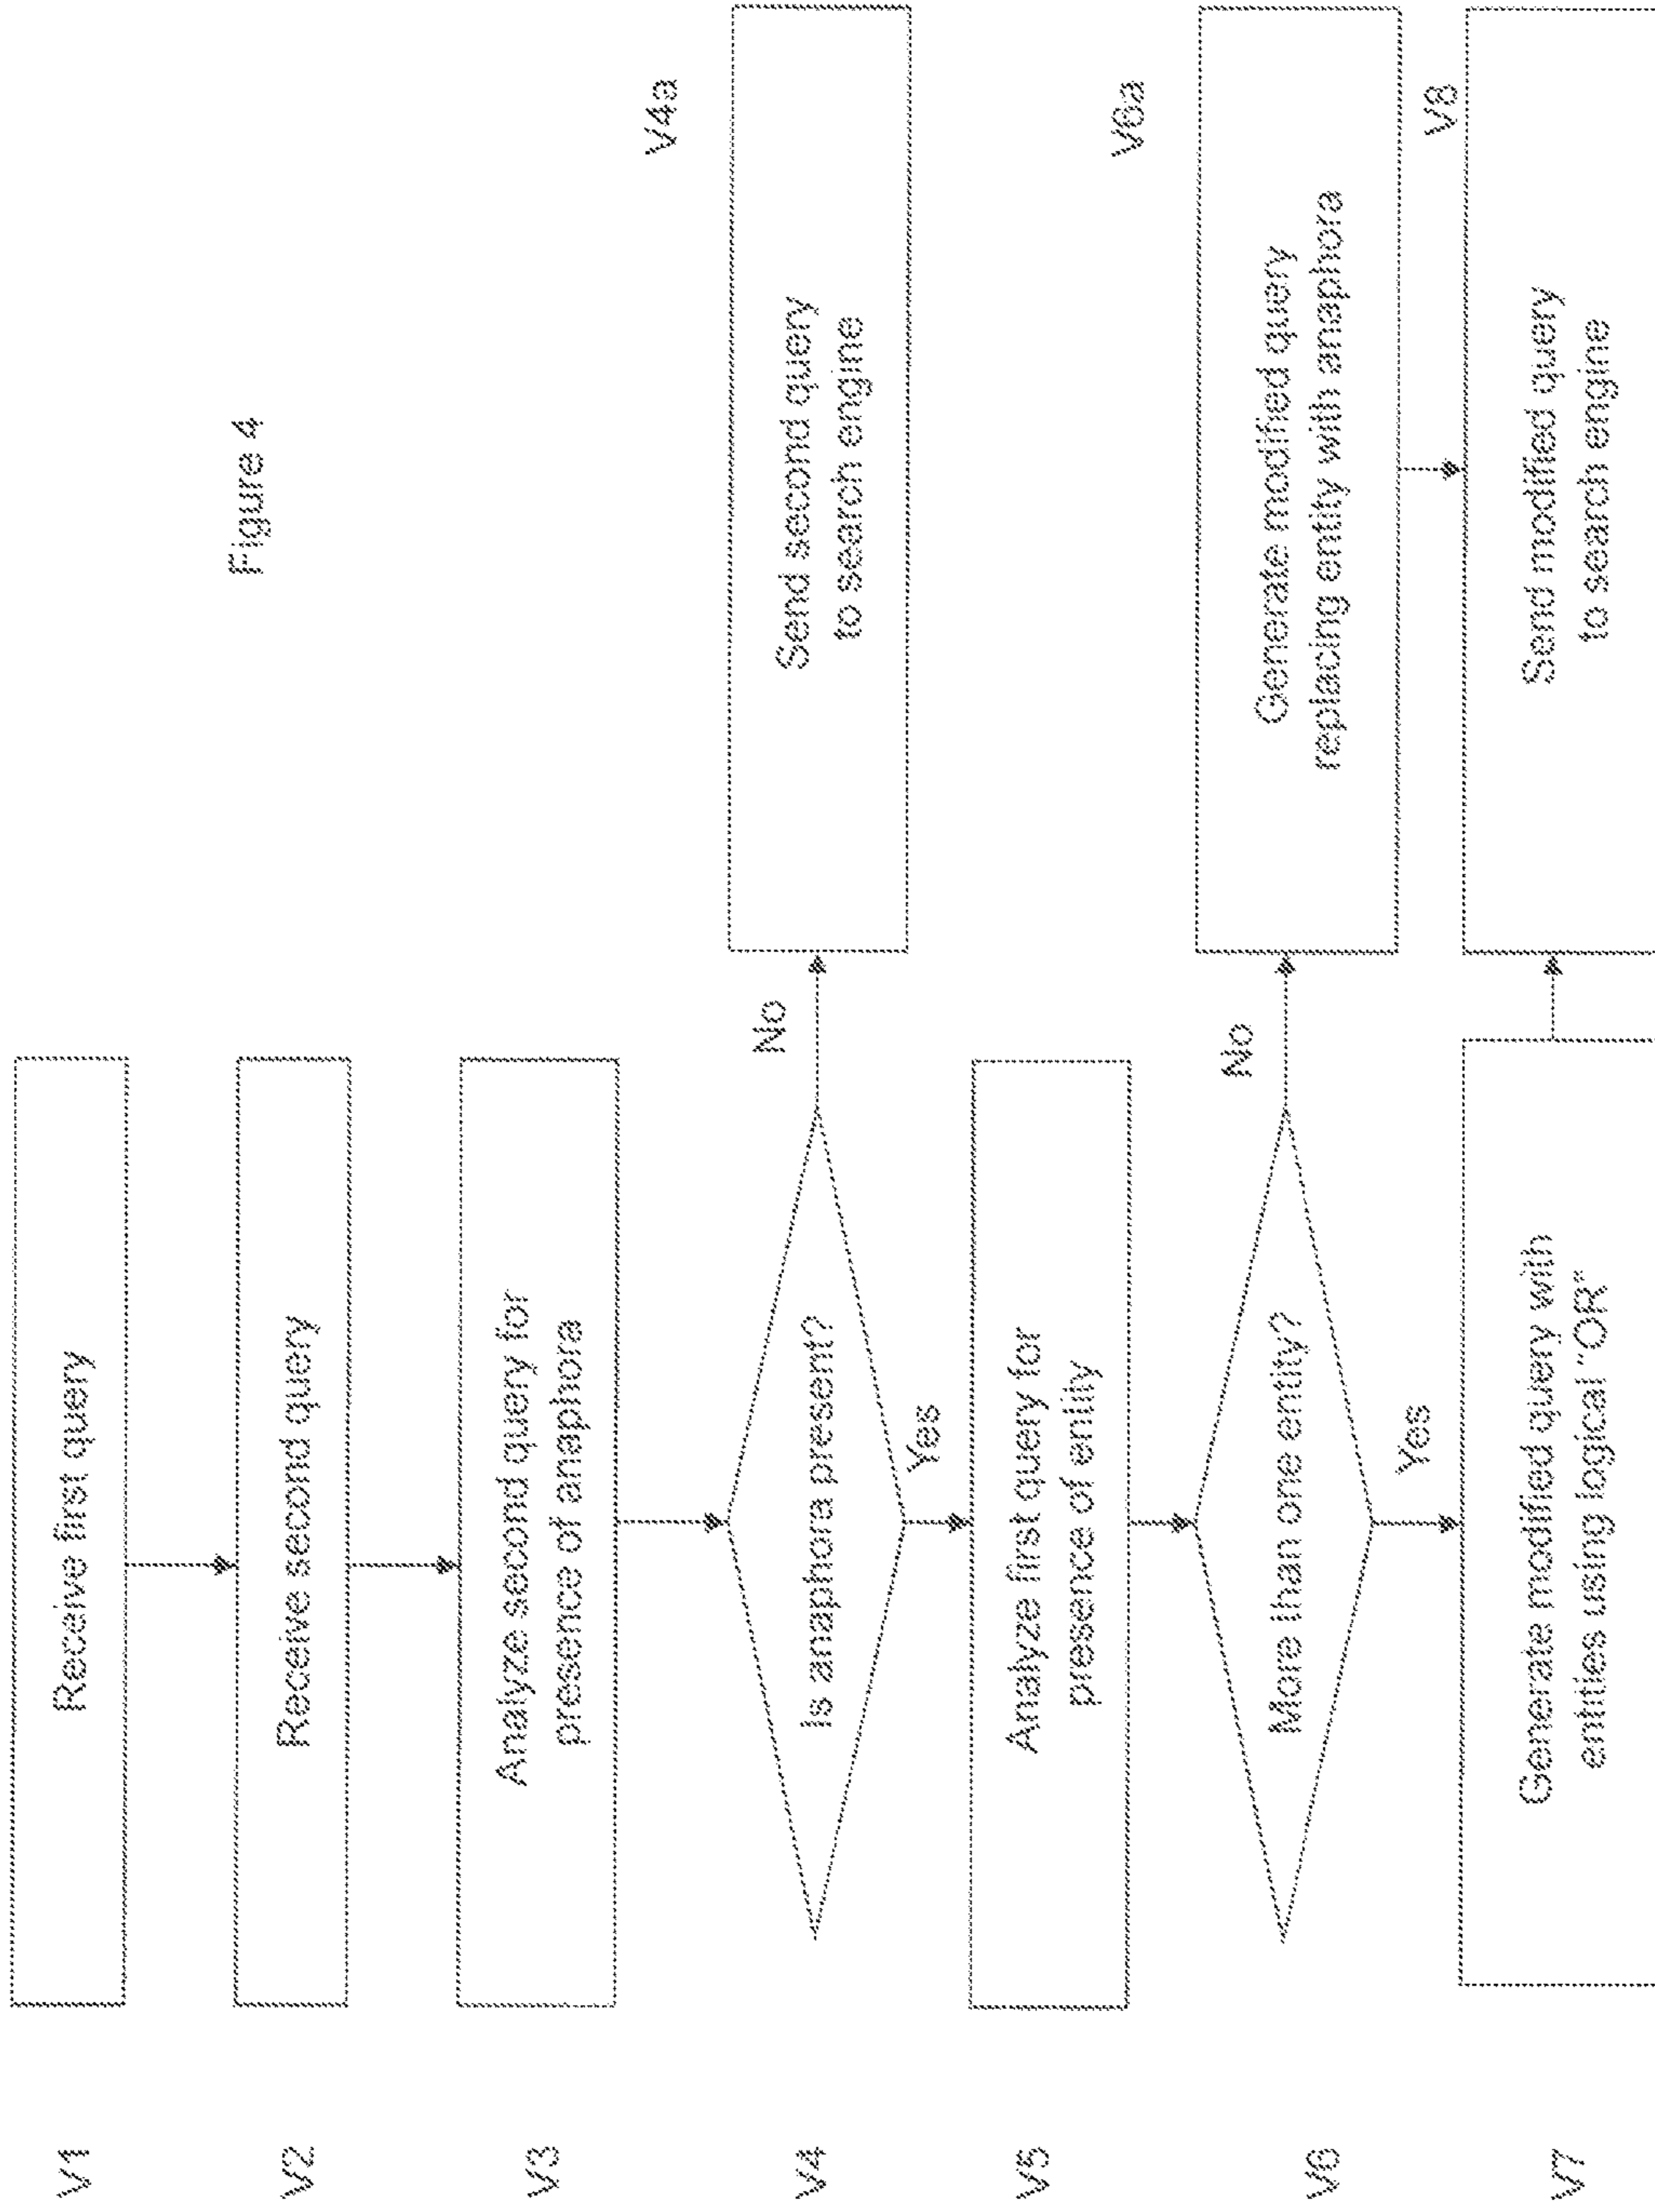 Figure 4
V1
Receive first query
V2
Receive second query
V3
Analyze second query for
presence of anaphora
V4
Is anaphora present?
No
V4a
Send second query
to search engine
Yes
V5
Analyze first query for
presence of entity
V6
More than one entity?
No
V6a
Generate modified query
replacing entity with anaphora
Yes
V7
Generate modified query with
entities using logical "OR"
V8
Send modified query
to search engine